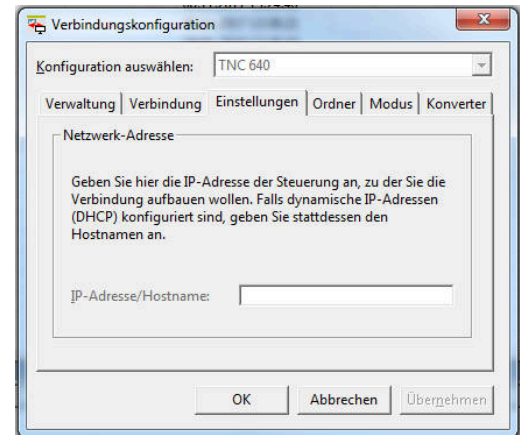 Verbindungskonfiguration
Konfiguration auswählen: TNC 640
Verwaltung Verbindung Einstellungen Ordner Modus Konverter
Netzwerk-Adresse
Geben Sie hier die IP-Adresse der Steuerung an, zu der Sie die
Verbindung aufbauen wollen. Falls dynamische IP-Adressen
(DHCP) konfiguriert sind, geben Sie stattdessen den
Hostnamen an.
IP-Adresse/Hostname:
OK Abbrechen Übernehmen